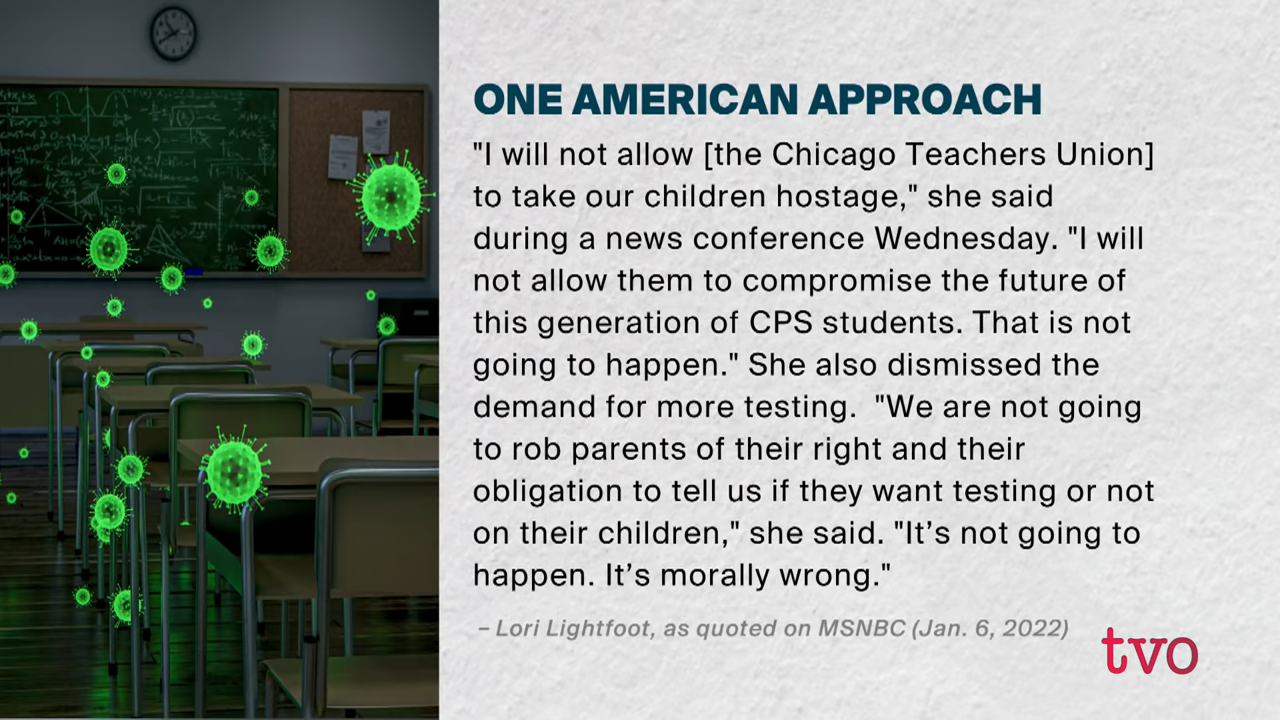 ONE AMERICAN APPROACH
"I will not allow [the Chicago Teachers Union]
to take our children hostage," she said
during a news conference Wednesday. "I will
not allow them to compromise the future of
this generation of CPS students. That is not
going to happen." She also dismissed the
demand for more testing.  "We are not going
to rob parents of their right and their
obligation to tell us if they want testing or not
on their children," she said. "It’s not going to
happen. It’s morally wrong."
– Lori Lightfoot, as quoted on MSNBC (Jan. 6, 2022)
tvo